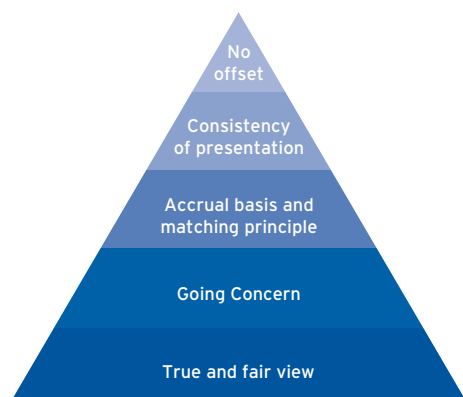 No
offset
Consistency
of presentation
Accrual basis and
matching principle
Going Concern
True and fair view